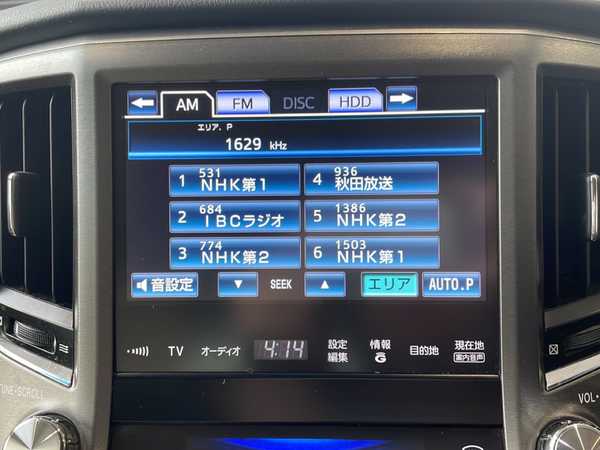 AM FM DISC HDD
エリア. P
1629 kHz
1 531 NHK第1
4 936 秋田放送
2 684 IBCラジオ
5 1386 NHK第2
3 774 NHK第2
6 1503 NHK第1
音設定 SEEK エリア AUTO.P
TV オーディオ 4:14 設定編集 情報 G 目的地 現在地 案内音声
TUNE•SCROLL
VOL•